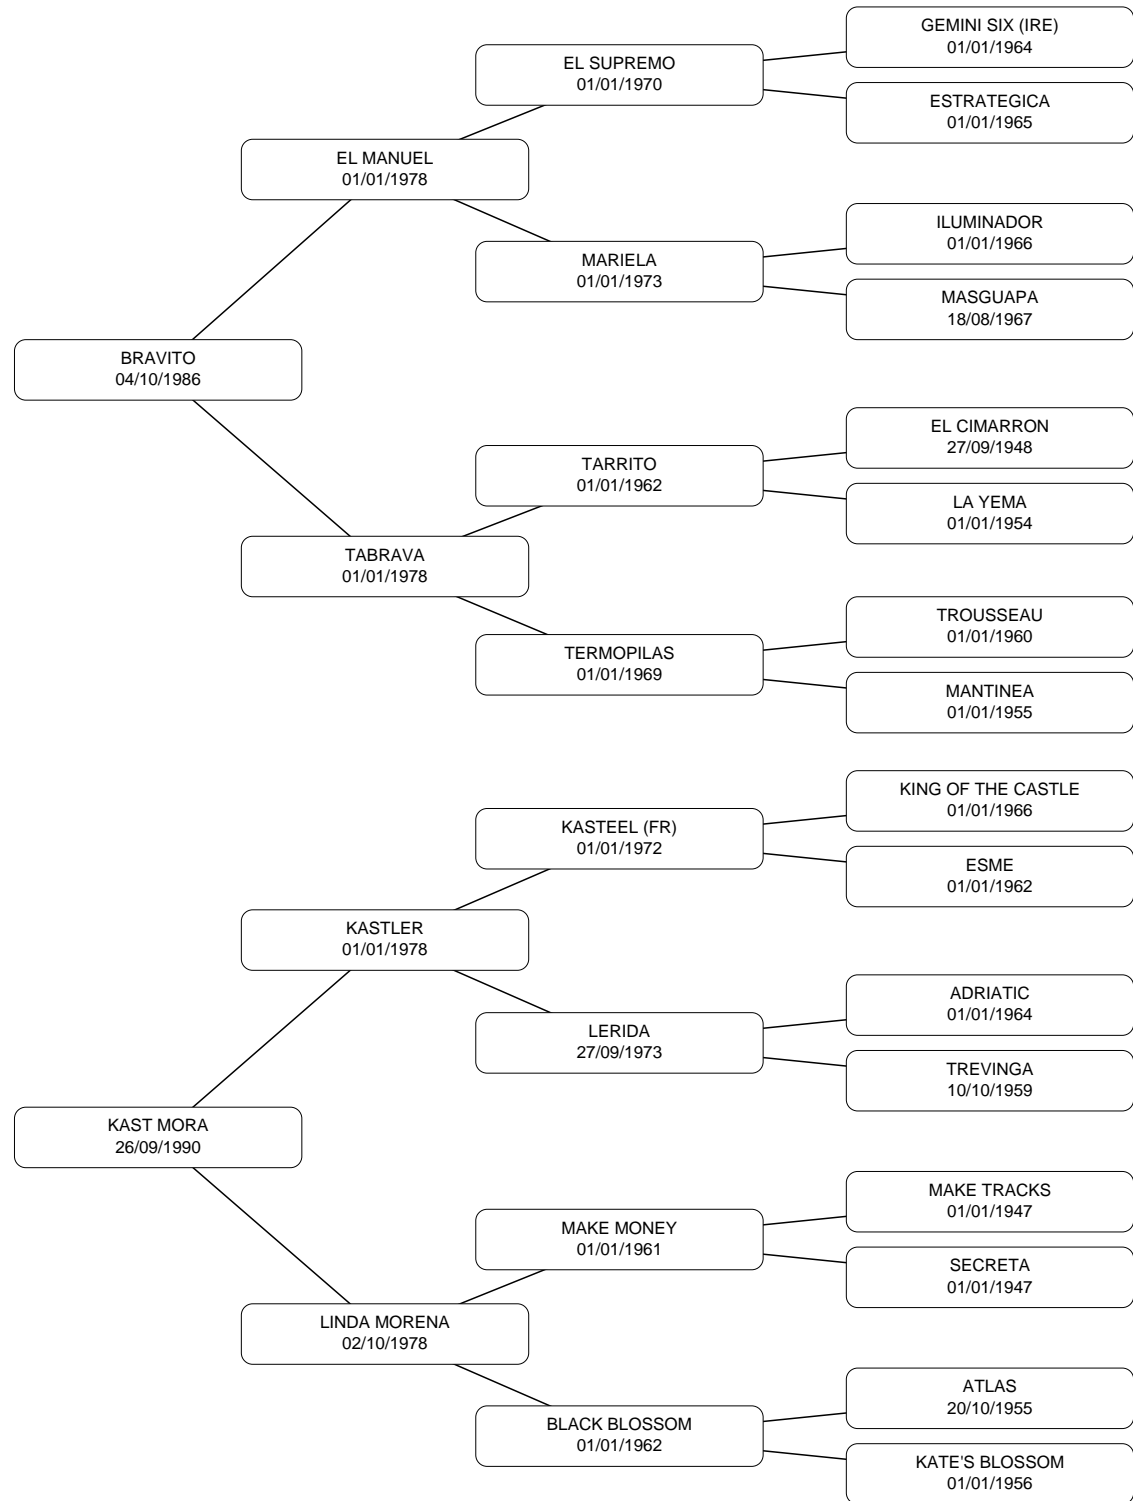 GEMINI SIX (IRE)
01/01/1964
EL SUPREMO
01/01/1970
ESTRATEGICA
01/01/1965
EL MANUEL
01/01/1978
ILUMINADOR
01/01/1966
MARIELA
01/01/1973
MASGUAPA
18/08/1967
BRAVITO
04/10/1986
EL CIMARRON
27/09/1948
TARRITO
01/01/1962
LA YEMA
01/01/1954
TABRAVA
01/01/1978
TROUSSEAU
01/01/1960
TERMOPILAS
01/01/1969
MANTINEA
01/01/1955
KING OF THE CASTLE
01/01/1966
KASTEEL (FR)
01/01/1972
ESME
01/01/1962
KASTLER
01/01/1978
ADRIATIC
01/01/1964
LERIDA
27/09/1973
TREVINGA
10/10/1959
KAST MORA
26/09/1990
MAKE TRACKS
01/01/1947
MAKE MONEY
01/01/1961
SECRETA
01/01/1947
LINDA MORENA
02/10/1978
ATLAS
20/10/1955
BLACK BLOSSOM
01/01/1962
KATE'S BLOSSOM
01/01/1956